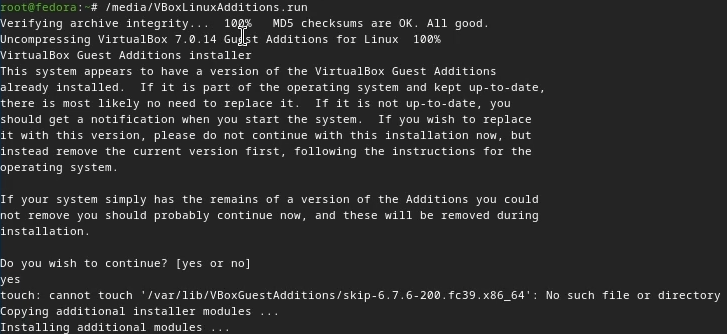 root@fedora:~# /media/VBoxLinuxAdditions.run
Verifying archive integrity...  100%   MD5 checksums are OK. All good.
Uncompressing VirtualBox 7.0.14 Guest Additions for Linux  100%
VirtualBox Guest Additions installer
This system appears to have a version of the VirtualBox Guest Additions
already installed.  If it is part of the operating system and kept up-to-date,
there is most likely no need to replace it.  If it is not up-to-date, you
should get a notification when you start the system.  If you wish to replace
it with this version, please do not continue with this installation now, but
instead remove the current version first, following the instructions for the
operating system.

If your system simply has the remains of a version of the Additions you could
not remove you should probably continue now, and these will be removed during
installation.

Do you wish to continue? [yes or no]
yes
touch: cannot touch '/var/lib/VBoxGuestAdditions/skip-6.7.6-200.fc39.x86_64': No such file or directory
Copying additional installer modules ...
Installing additional modules ...